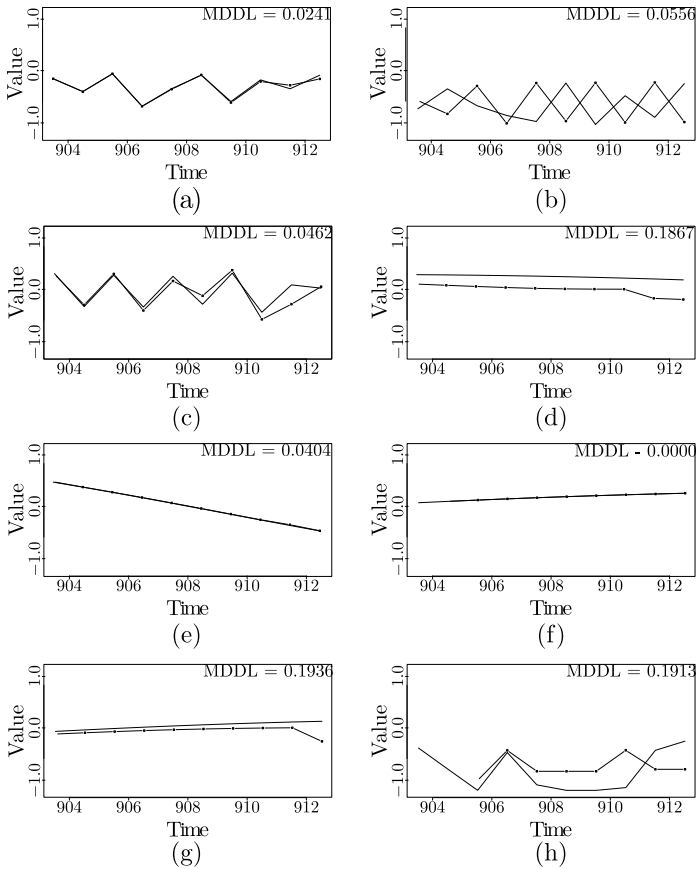 MDDL = 0.0241
Value
1.0
0.0
−1.0
904 906 908 910 912
Time
(a)
MDDL = 0.0556
Value
1.0
0.0
−1.0
904 906 908 910 912
Time
(b)
MDDL = 0.0462
Value
1.0
0.0
−1.0
904 906 908 910 912
Time
(c)
MDDL = 0.1867
Value
1.0
0.0
−1.0
904 906 908 910 912
Time
(d)
MDDL = 0.0404
Value
1.0
0.0
−1.0
904 906 908 910 912
Time
(e)
MDDL - 0.0000
Value
1.0
0.0
−1.0
904 906 908 910 912
Time
(f)
MDDL = 0.1936
Value
1.0
0.0
−1.0
904 906 908 910 912
Time
(g)
MDDL = 0.1913
Value
1.0
0.0
−1.0
904 906 908 910 912
Time
(h)